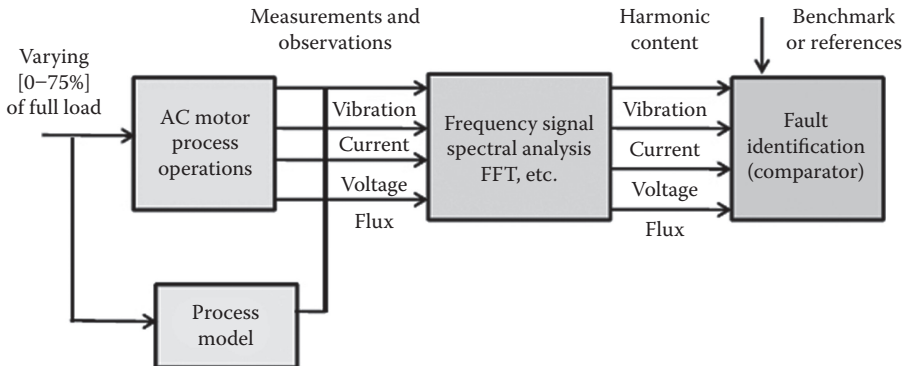 Measurements and
observations
Harmonic
content
Benchmark
or references
Varying
[0–75%]
of full load
AC motor
process
operations
Vibration
Current
Voltage
Flux
Frequency signal
spectral analysis
FFT, etc.
Vibration
Current
Voltage
Flux
Fault
identification
(comparator)
Process
model